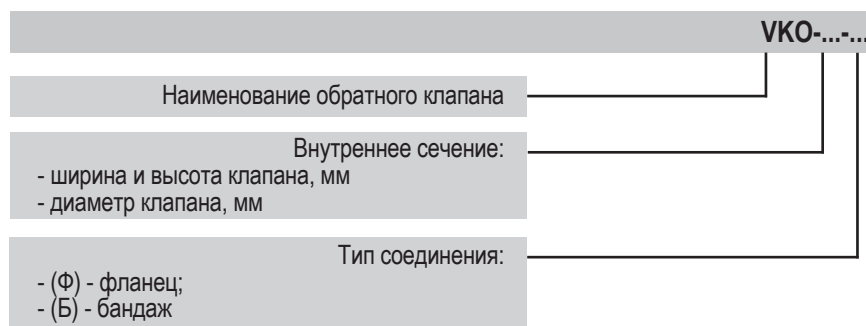 VKO-...-...
Наименование обратного клапана
Внутреннее сечение:
- ширина и высота клапана, мм
- диаметр клапана, мм
Тип соединения:
- (Ф) - фланец;
- (Б) - бандаж